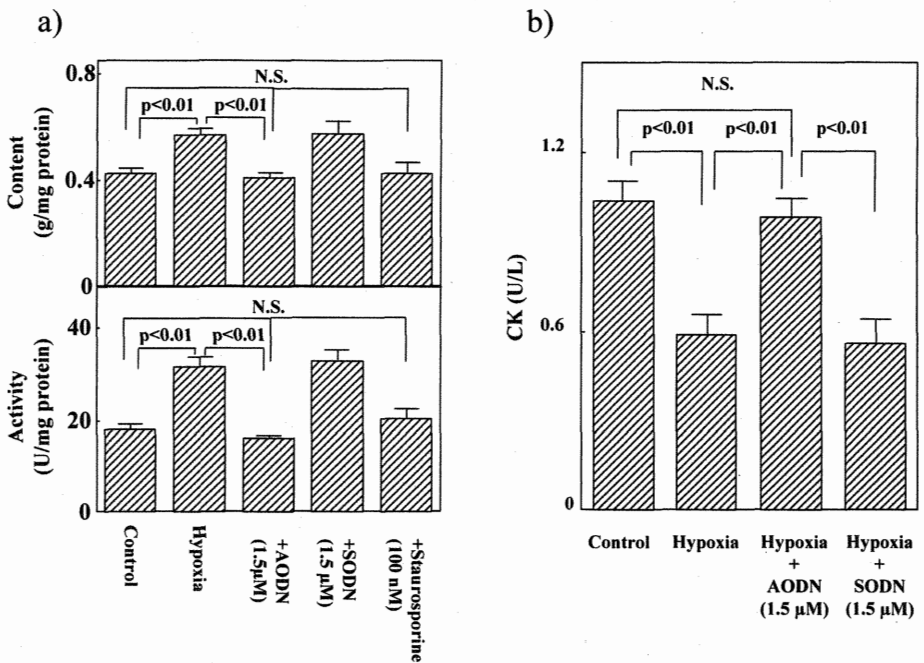 a)
0.8
0.4
0
Content
(g/mg protein)
N.S.
p<0.01 p<0.01
40
20
0
Activity
(U/mg protein)
N.S.
p<0.01 p<0.01
Control
Hypoxia
+AODN
(1.5μM)
+SODN
(1.5 μM)
+Staurosporine
(100 nM)
b)
1.2
0.6
0
CK (U/L)
N.S.
p<0.01 p<0.01 p<0.01
Control
Hypoxia
Hypoxia
+
AODN
(1.5 μM)
Hypoxia
+
SODN
(1.5 μM)